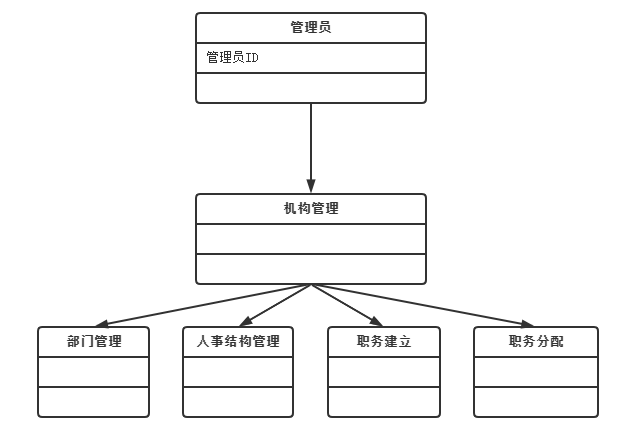 管理员
管理员ID
机构管理
部门管理
人事结构管理
职务建立
职务分配